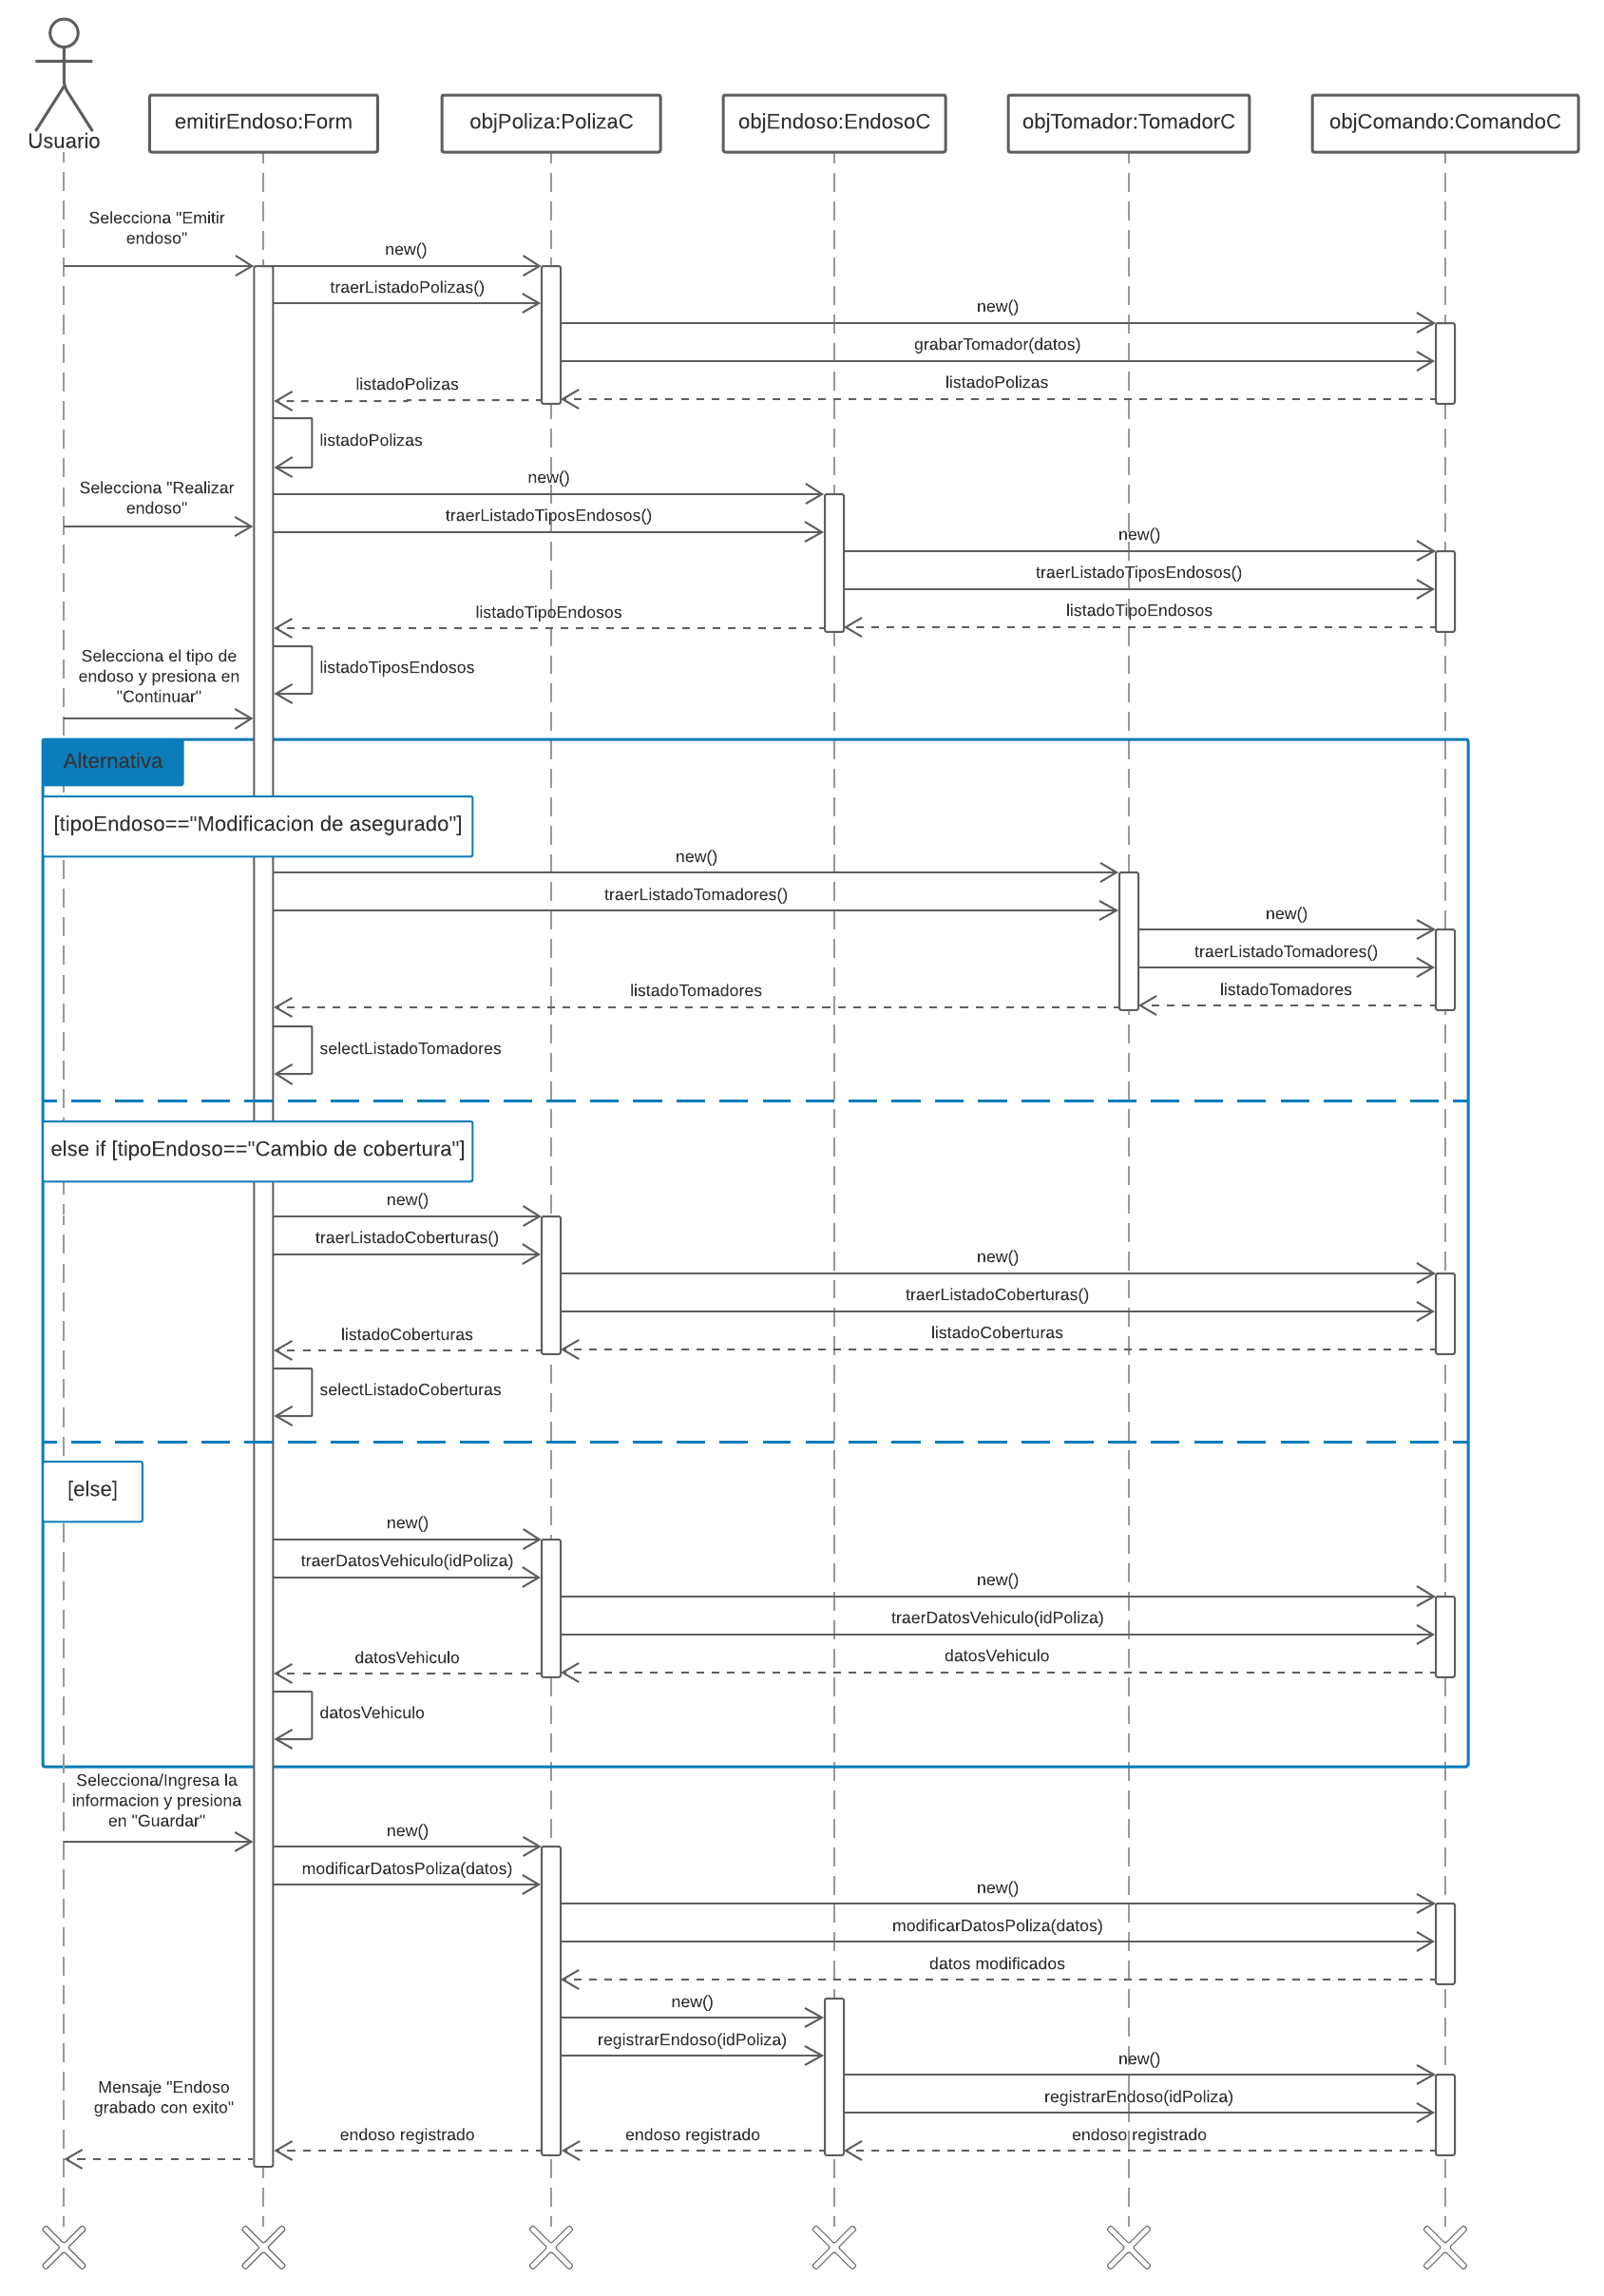 Usuario
emitirEndoso:Form
objPoliza:PolizaC
objEndoso:EndosoC
objTomador:TomadorC
objComando:ComandoC
Selecciona "Emitir
endoso"
new()
traerListadoPolizas()
new()
grabarTomador(datos)
listadoPolizas
listadoPolizas
listadoPolizas
Selecciona "Realizar
endoso"
new()
traerListadoTiposEndosos()
new()
traerListadoTiposEndosos()
listadoTipoEndosos
listadoTipoEndosos
listadoTiposEndosos
Selecciona el tipo de
endoso y presiona en
"Continuar"
Alternativa
[tipoEndoso=="Modificacion de asegurado"]
new()
traerListadoTomadores()
new()
traerListadoTomadores()
listadoTomadores
listadoTomadores
selectListadoTomadores
else if [tipoEndoso=="Cambio de cobertura"]
new()
traerListadoCoberturas()
new()
traerListadoCoberturas()
listadoCoberturas
listadoCoberturas
selectListadoCoberturas
[else]
new()
traerDatosVehiculo(idPoliza)
new()
traerDatosVehiculo(idPoliza)
datosVehiculo
datosVehiculo
datosVehiculo
Selecciona/Ingresa la
informacion y presiona
en "Guardar"
new()
modificarDatosPoliza(datos)
new()
modificarDatosPoliza(datos)
datos modificados
new()
registrarEndoso(idPoliza)
new()
registrarEndoso(idPoliza)
Mensaje "Endoso
grabado con exito"
endoso registrado
endoso registrado
endoso registrado